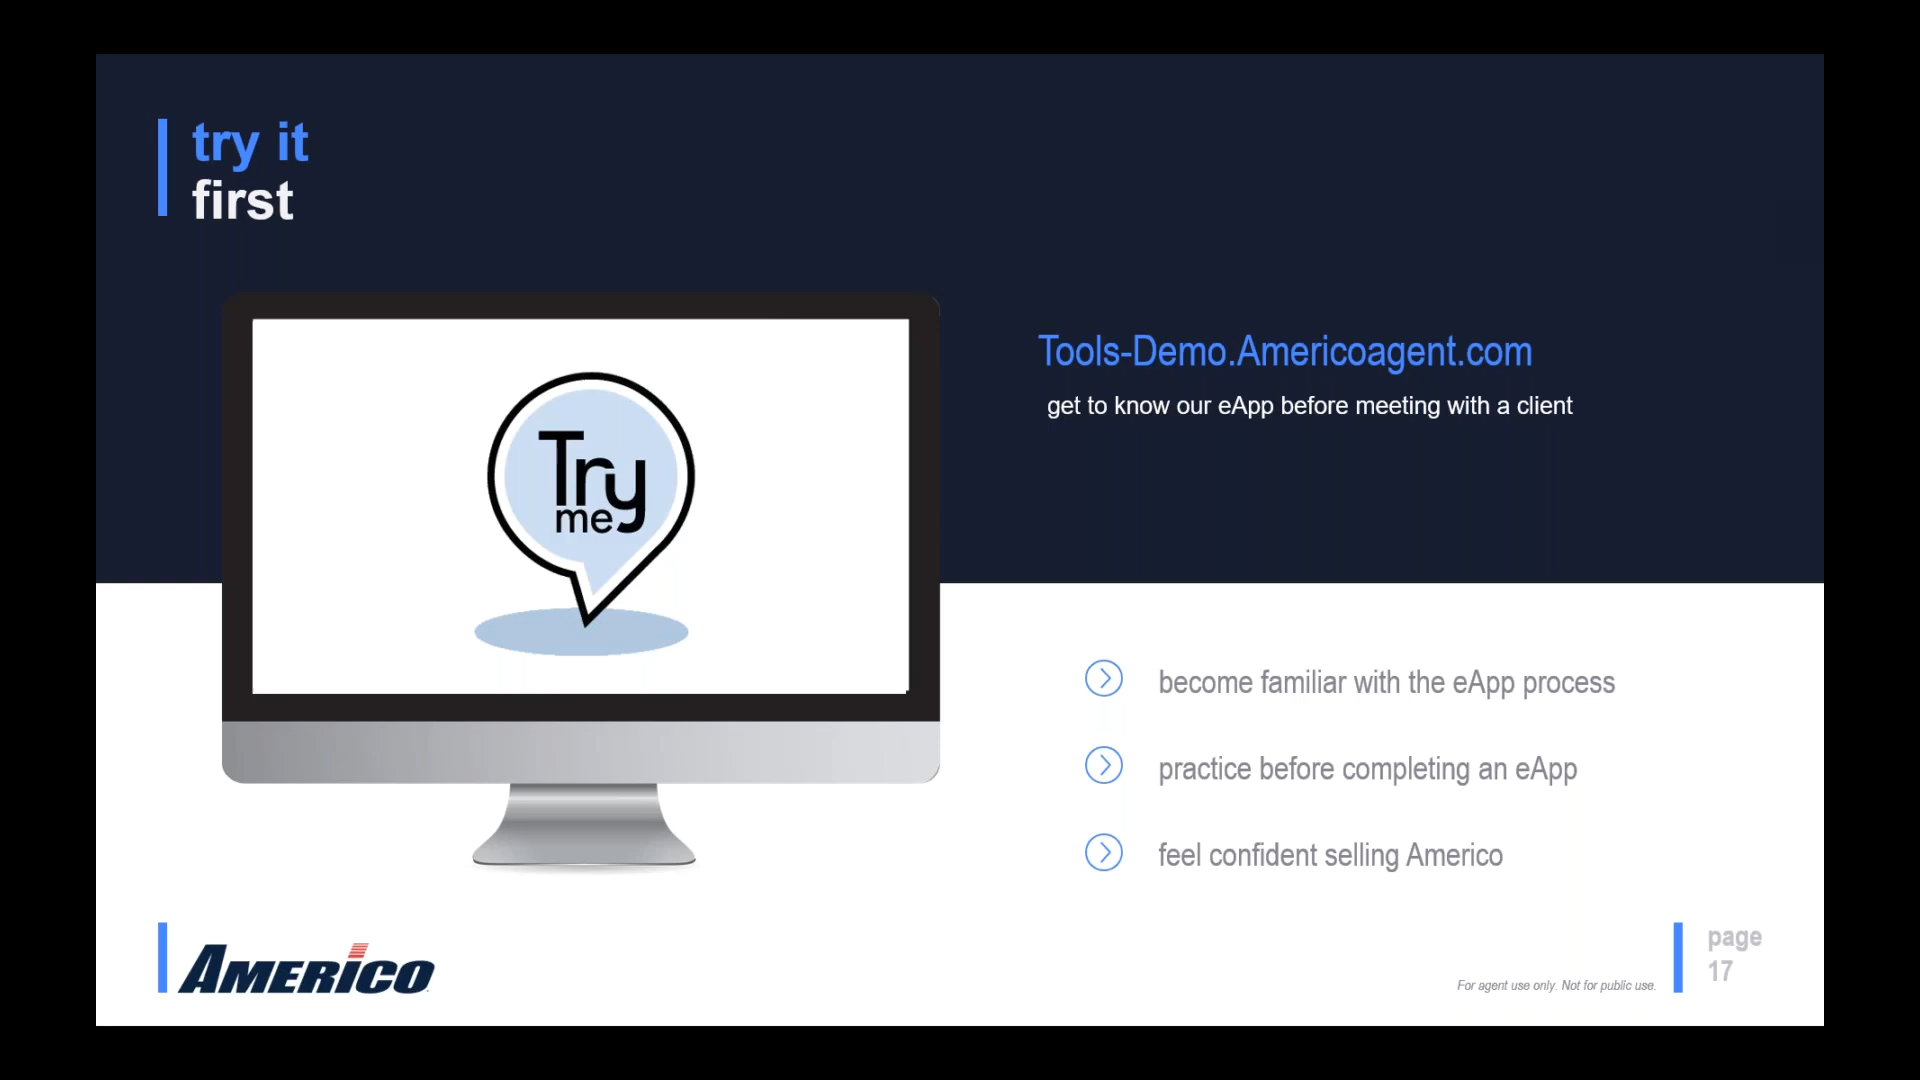 try it
first
Try
me
Tools-Demo.Americoagent.com
get to know our eApp before meeting with a client
become familiar with the eApp process
practice before completing an eApp
feel confident selling Americo
AMERICO
For agent use only. Not for public use.
page
17